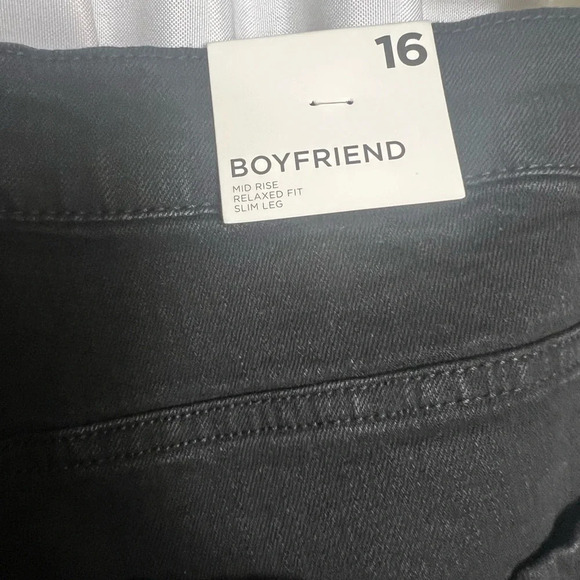 16
BOYFRIEND
MID RISE
RELAXED FIT
SLIM LEG